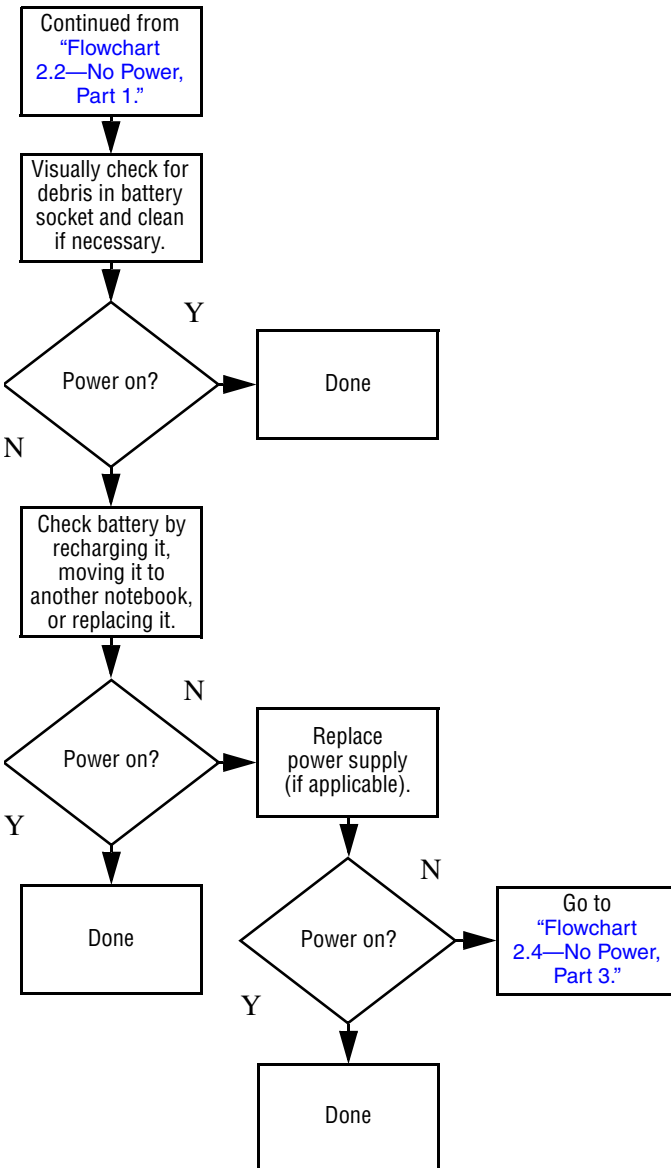 Continued from
“Flowchart
2.2—No Power,
Part 1.”
Visually check for
debris in battery
socket and clean
if necessary.
Y
Power on?
Done
N
Check battery by
recharging it,
moving it to
another notebook,
or replacing it.
N
Power on?
Replace
power supply
(if applicable).
Y
Done
N
Power on?
Go to
“Flowchart
2.4—No Power,
Part 3.”
Y
Done